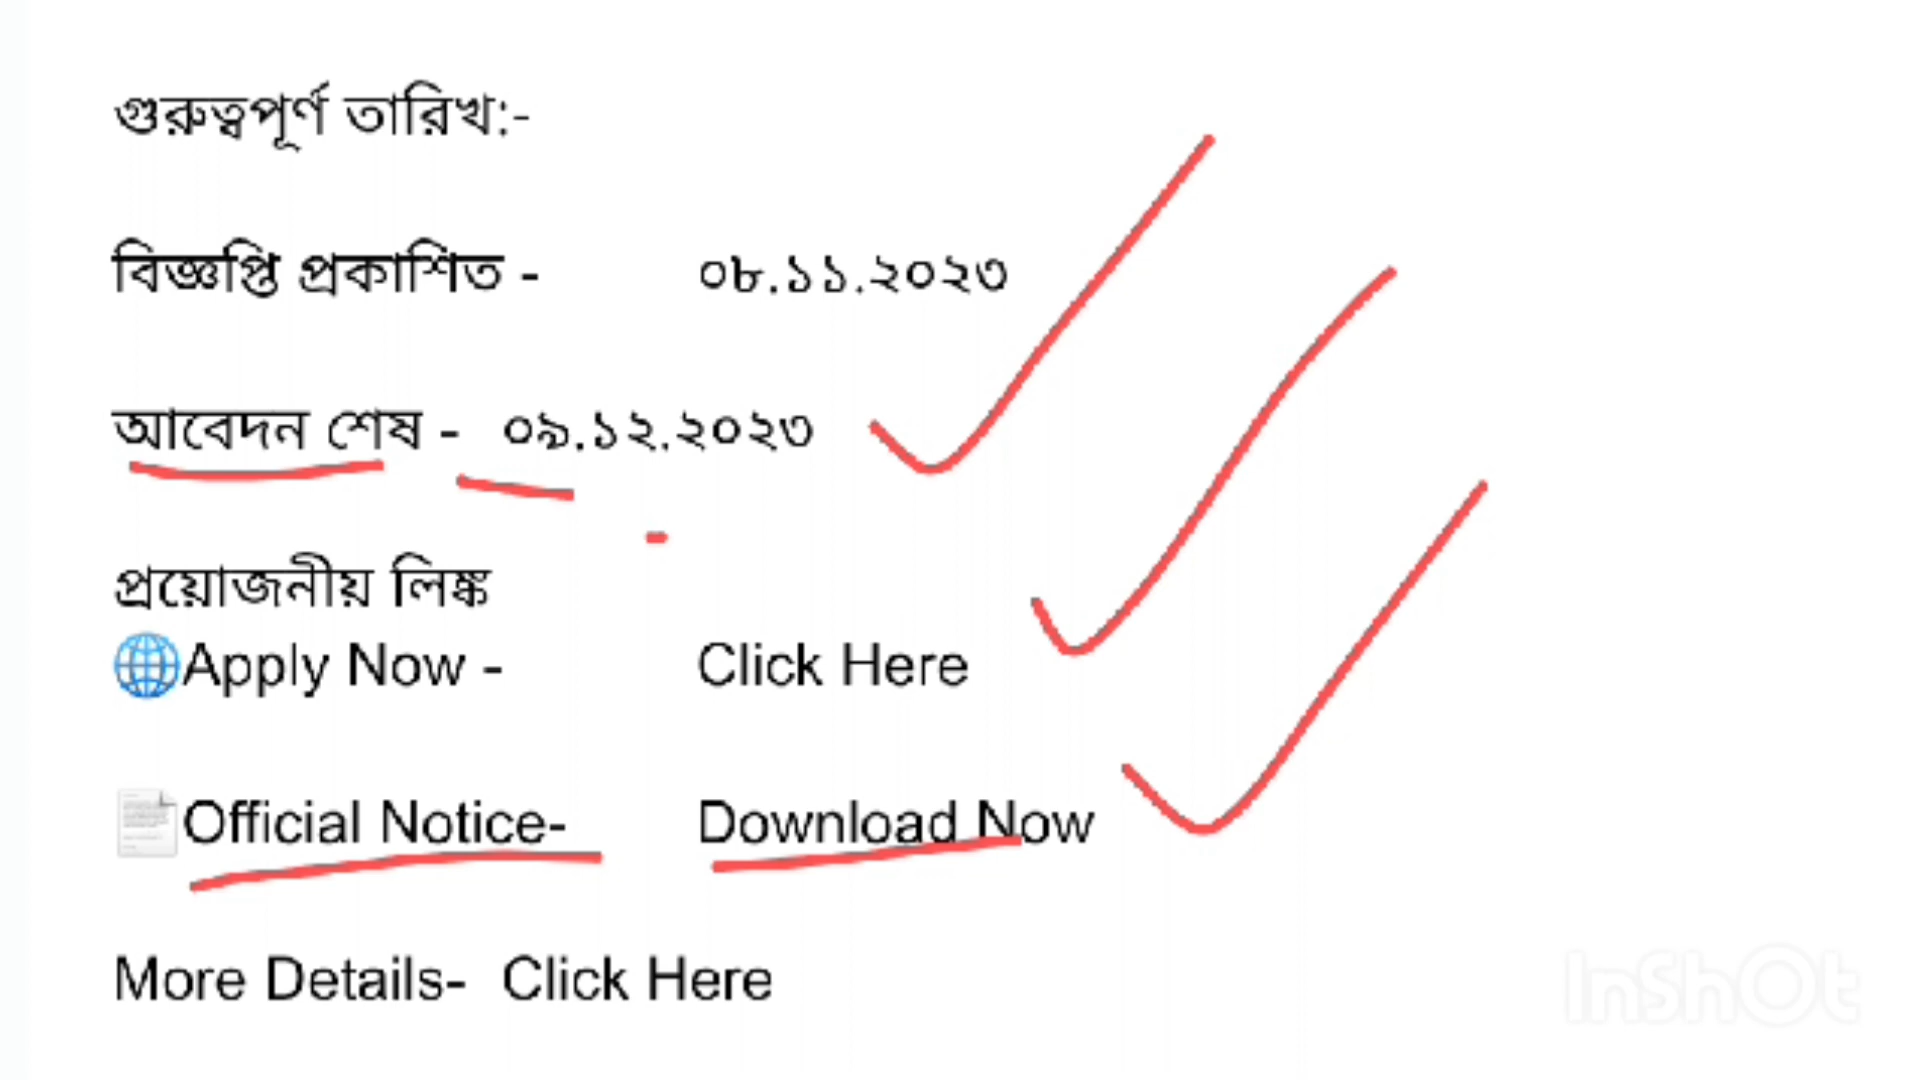 গুরুত্বপূর্ণ তারিখ:-
বিজ্ঞপ্তি প্রকাশিত - ০৮.১১.২০২৩
আবেদন শেষ - ০৯.১২.২০২৩
প্রয়োজনীয় লিঙ্ক
🌐Apply Now - Click Here
📄Official Notice- Download Now
More Details- Click Here
InShOt